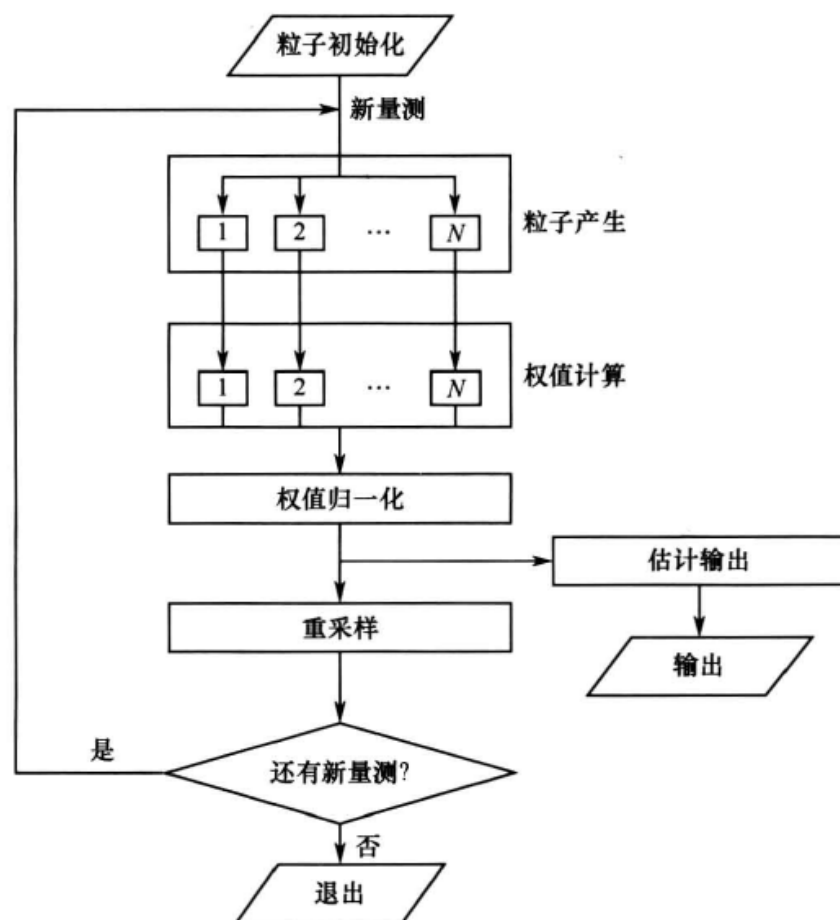 粒子初始化
新量测
1 2 … N
粒子产生
1 2 … N
权值计算
权值归一化
估计输出
重采样
输出
还有新量测?
是
否
退出